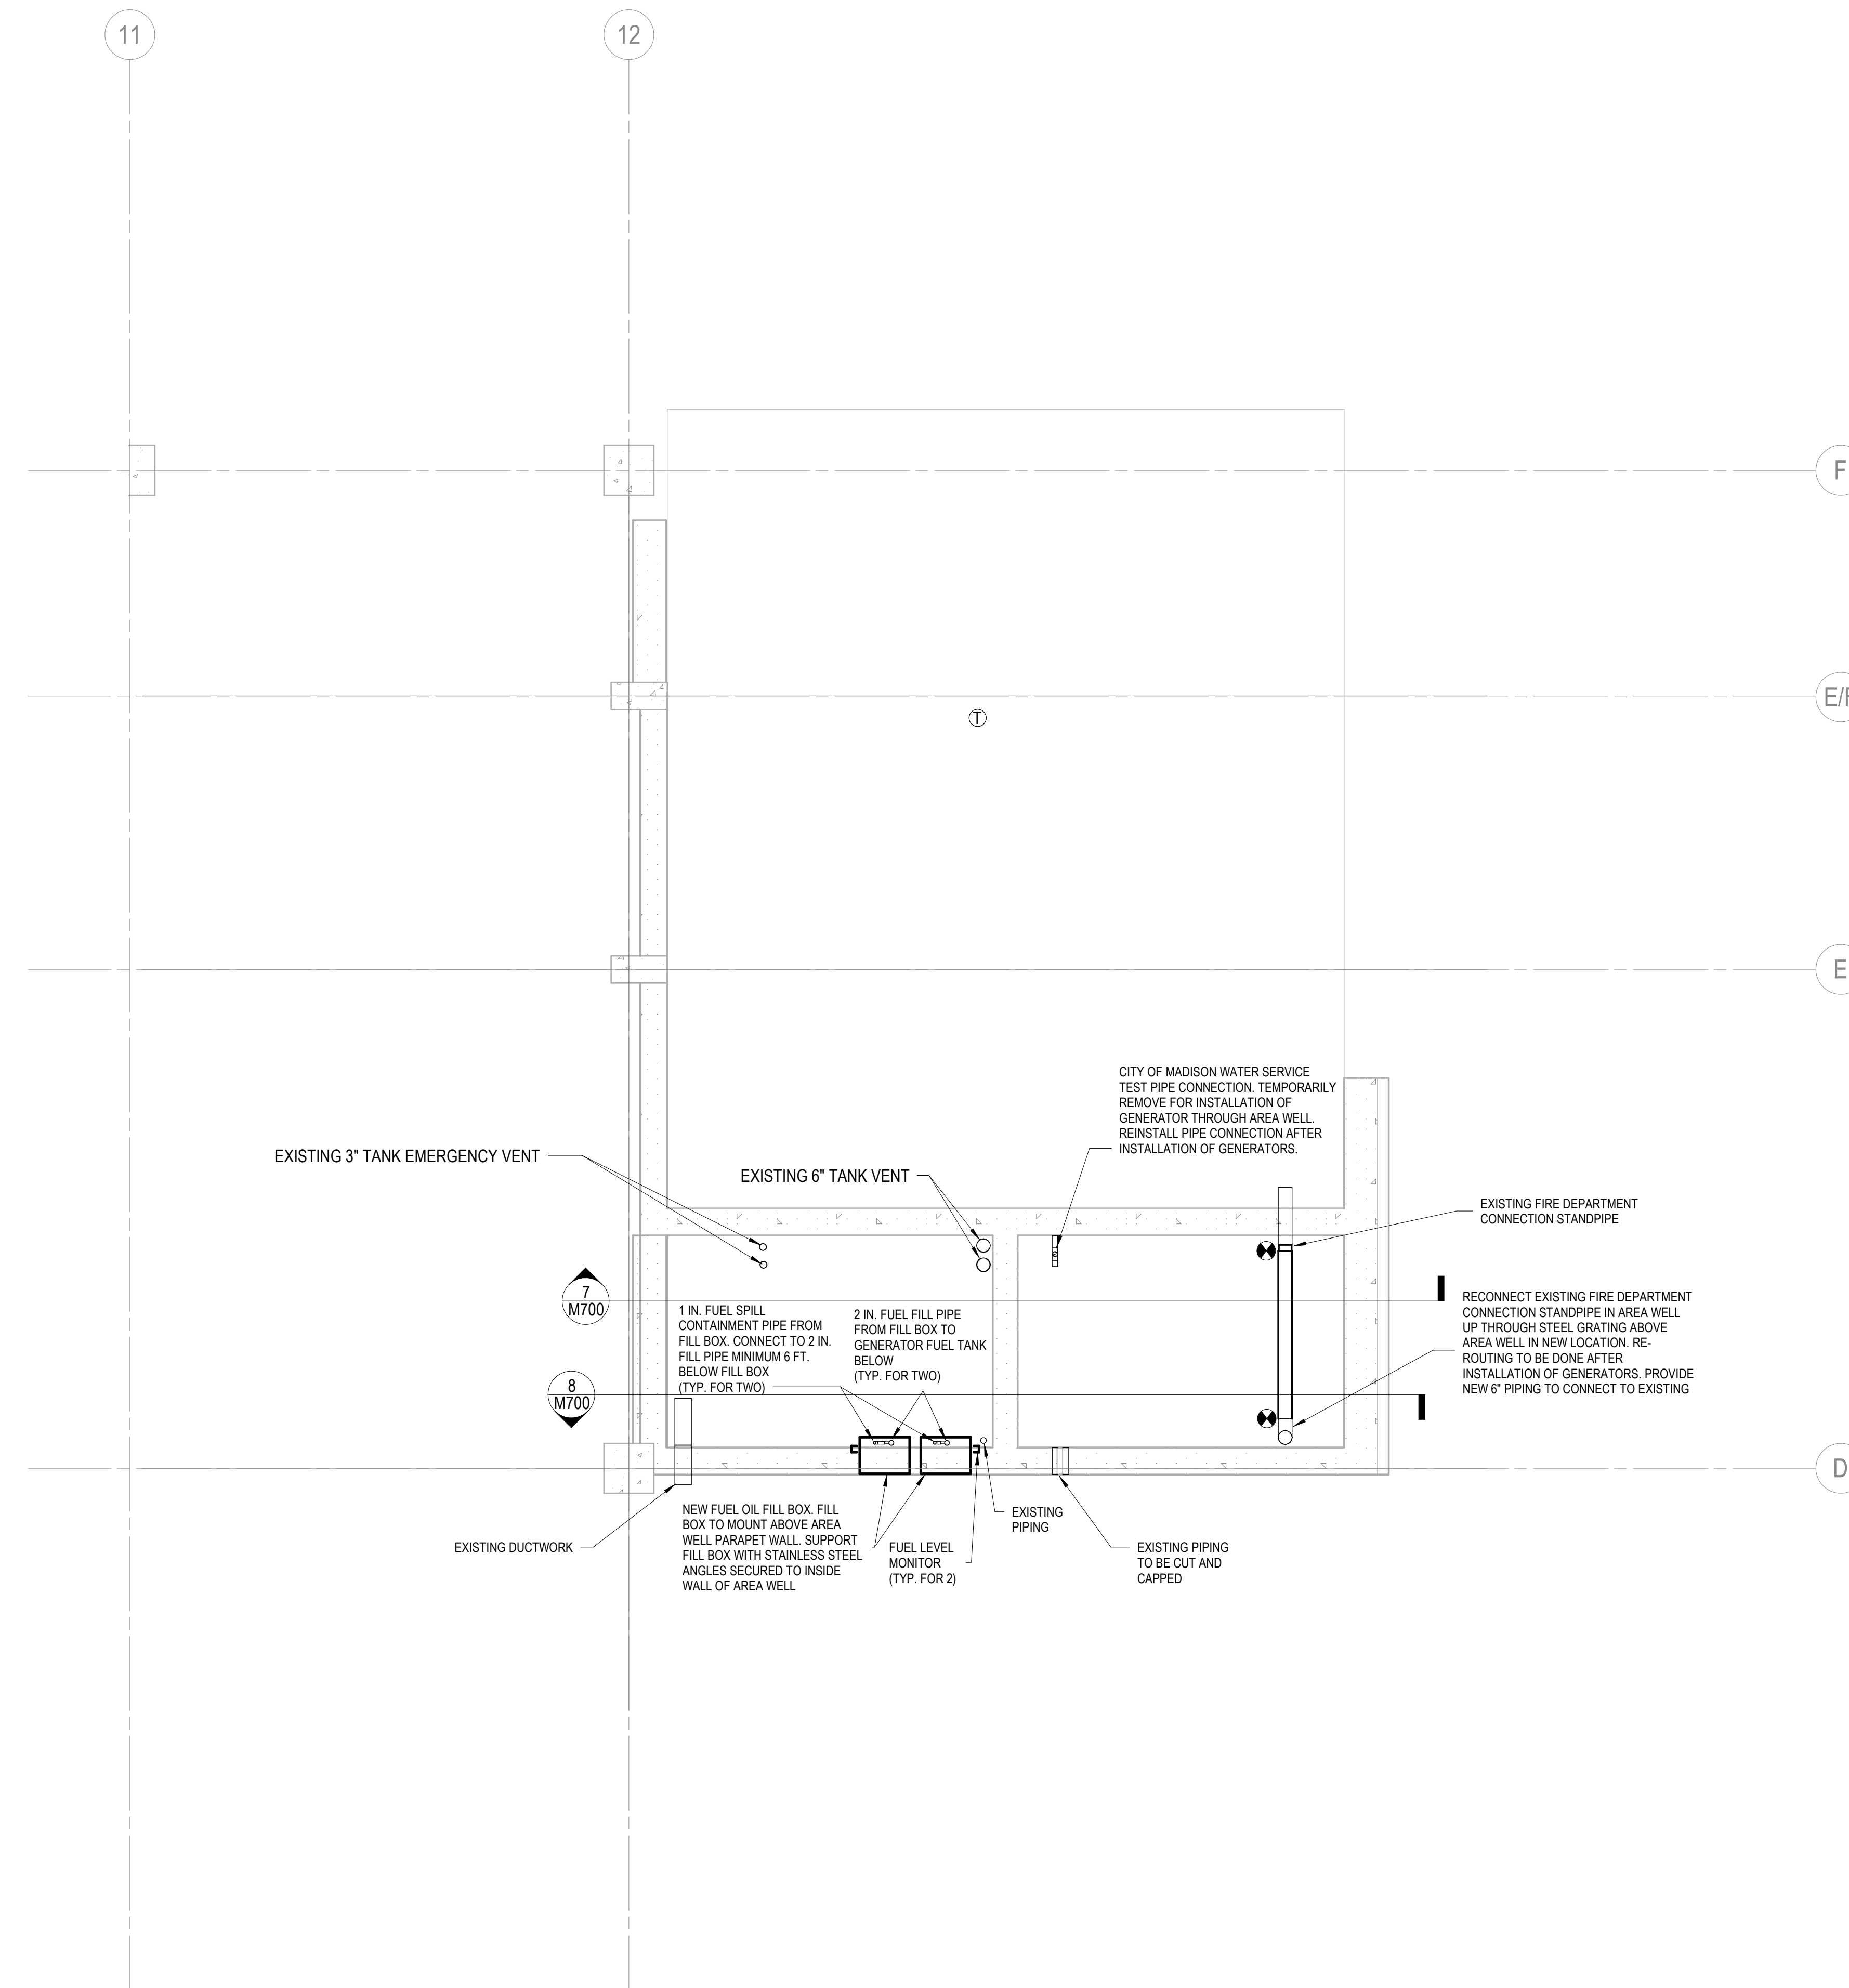 11
12
F
E/F
T
E
CITY OF MADISON WATER SERVICE
TEST PIPE CONNECTION. TEMPORARILY
REMOVE FOR INSTALLATION OF
GENERATOR THROUGH AREA WELL.
REINSTALL PIPE CONNECTION AFTER
INSTALLATION OF GENERATORS.
EXISTING 3" TANK EMERGENCY VENT
EXISTING 6" TANK VENT
EXISTING FIRE DEPARTMENT
CONNECTION STANDPIPE
7
M700
1 IN. FUEL SPILL
CONTAINMENT PIPE FROM
FILL BOX. CONNECT TO 2 IN.
FILL PIPE MINIMUM 6 FT.
BELOW FILL BOX
(TYP. FOR TWO)
2 IN. FUEL FILL PIPE
FROM FILL BOX TO
GENERATOR FUEL TANK
BELOW
(TYP. FOR TWO)
RECONNECT EXISTING FIRE DEPARTMENT
CONNECTION STANDPIPE IN AREA WELL
UP THROUGH STEEL GRATING ABOVE
AREA WELL IN NEW LOCATION. RE-
ROUTING TO BE DONE AFTER
INSTALLATION OF GENERATORS. PROVIDE
NEW 6" PIPING TO CONNECT TO EXISTING
8
M700
D
EXISTING DUCTWORK
NEW FUEL OIL FILL BOX. FILL
BOX TO MOUNT ABOVE AREA
WELL PARAPET WALL. SUPPORT
FILL BOX WITH STAINLESS STEEL
ANGLES SECURED TO INSIDE
WALL OF AREA WELL
FUEL LEVEL
MONITOR
(TYP. FOR 2)
EXISTING
PIPING
EXISTING PIPING
TO BE CUT AND
CAPPED